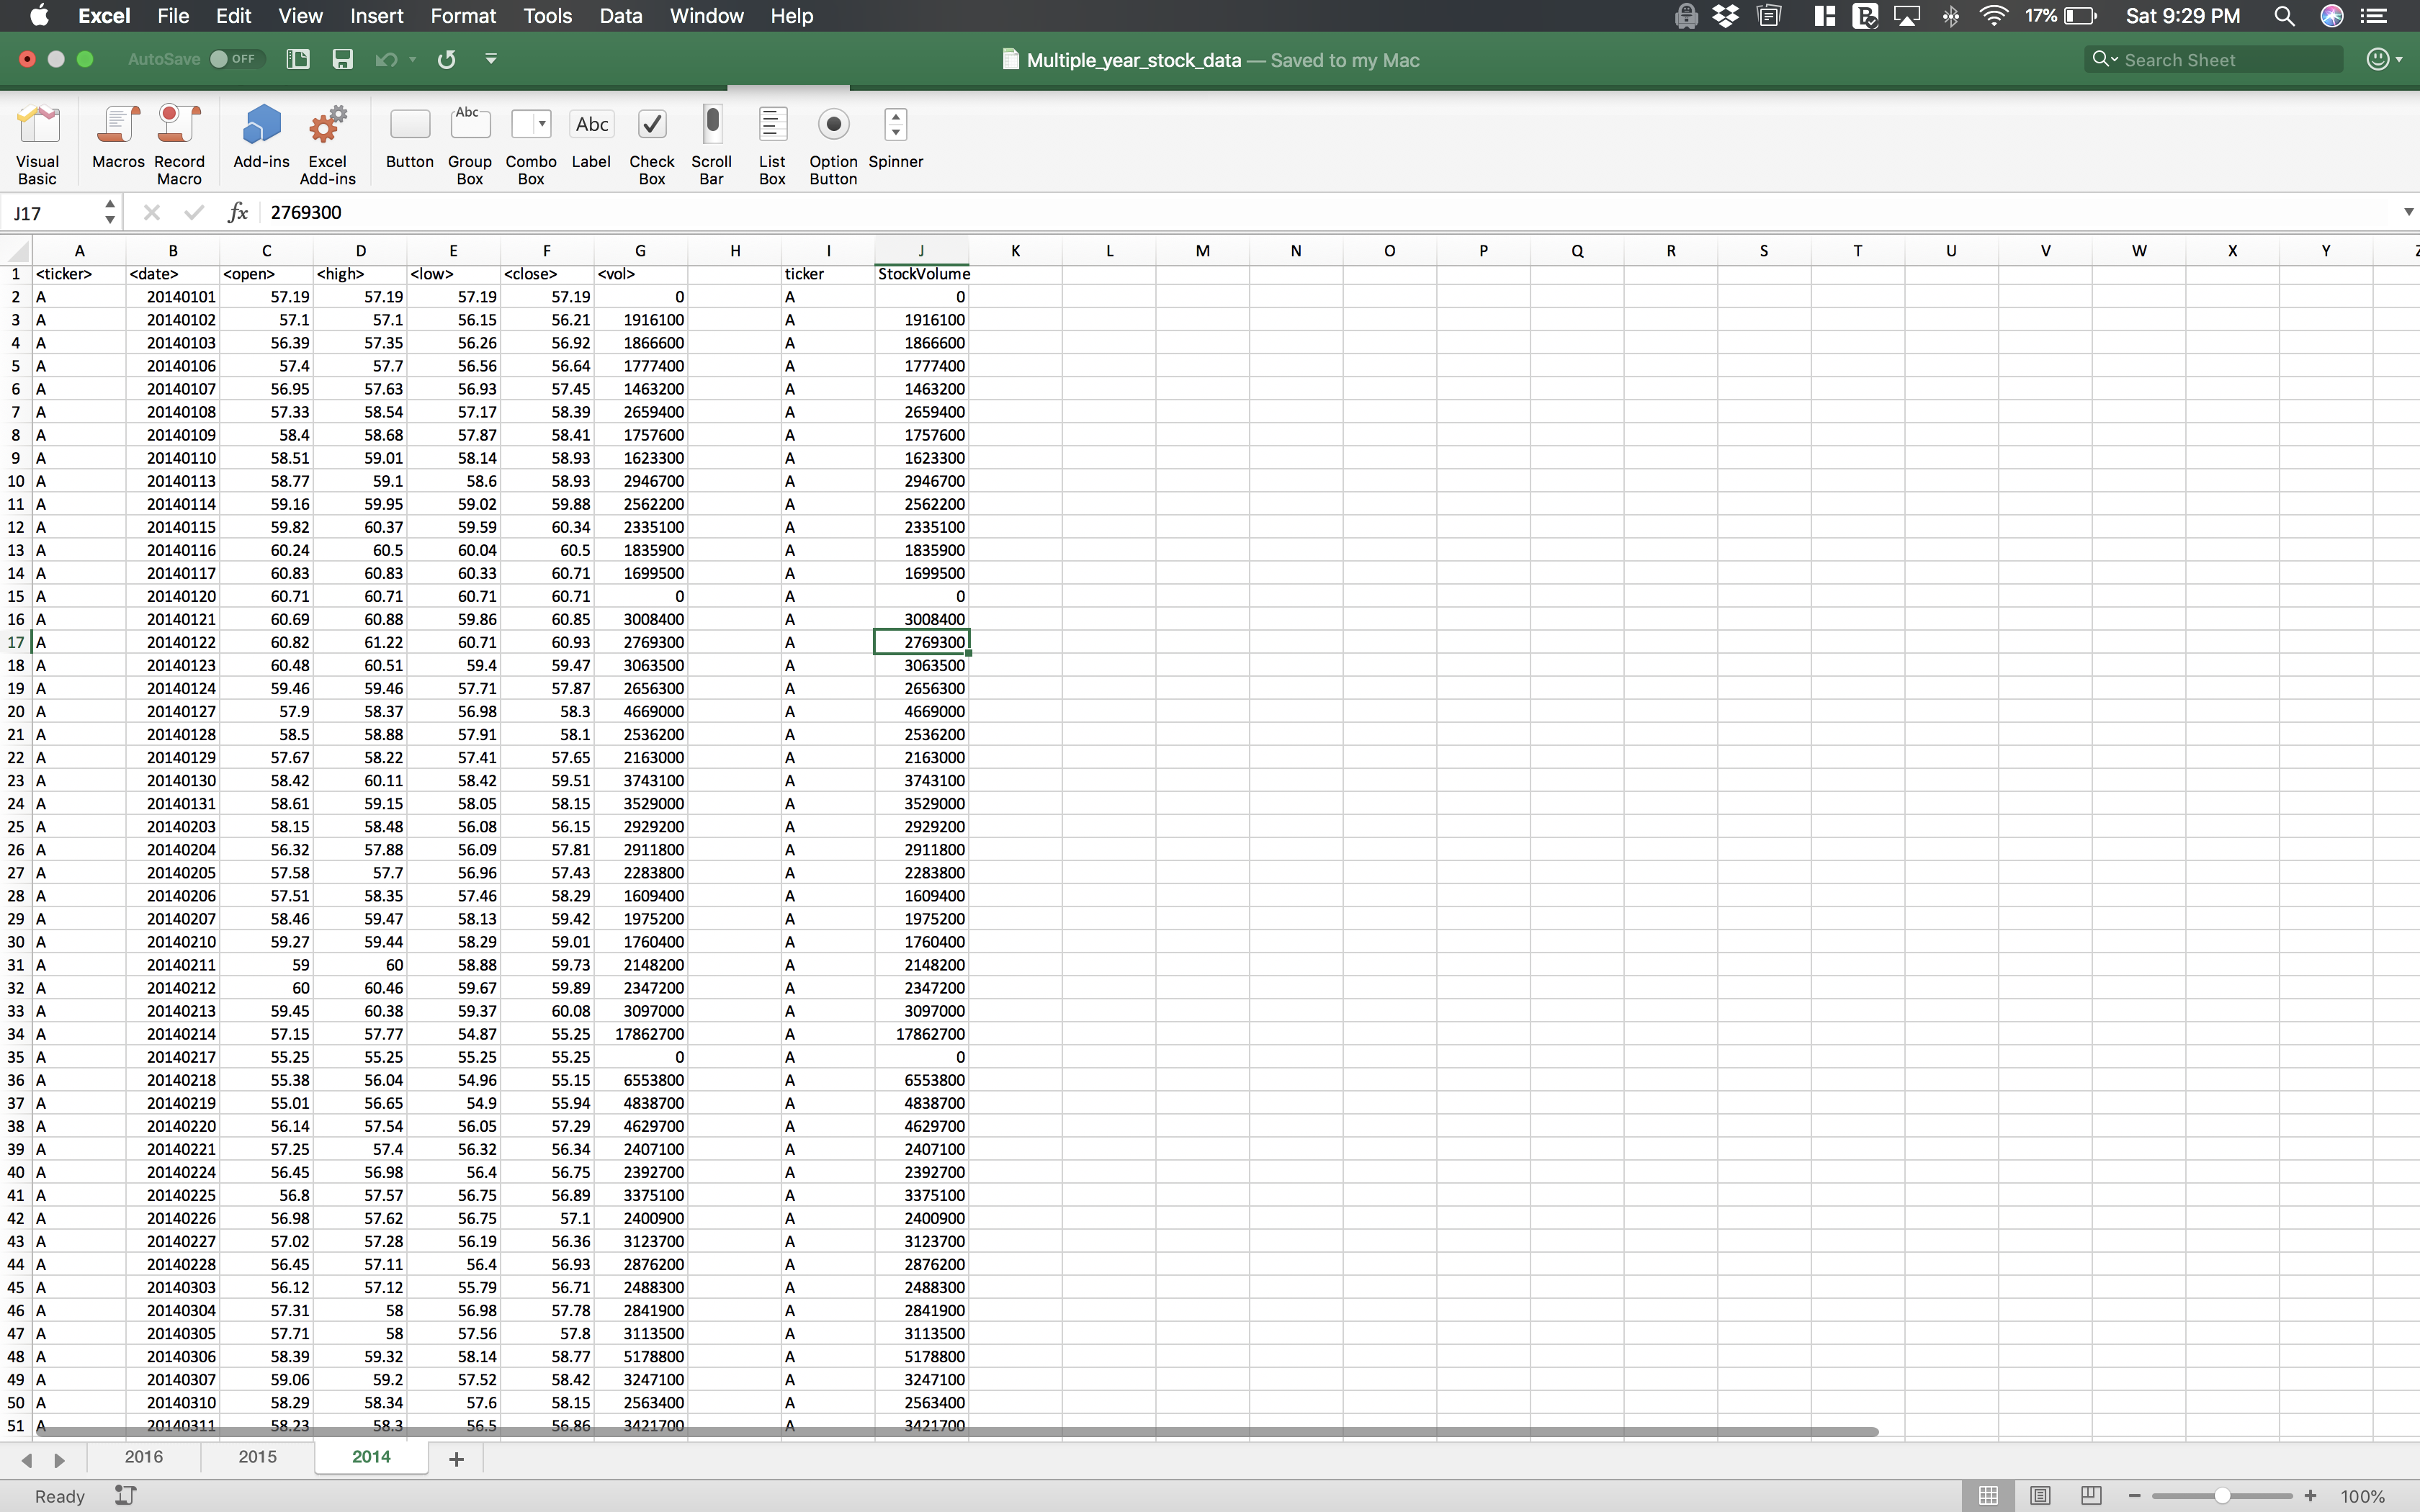 Excel File Edit View Insert Format Tools Data Window Help 17% Sat 9:29 PM
AutoSave OFF Multiple_year_stock_data — Saved to my Mac Search Sheet
Visual Basic Macros Record Macro Add-ins Excel Add-ins Button Abc Group Box Combo Box Abc Label Check Box Scroll Bar List Box Option Button Spinner
J17 fx 2769300
A B C D E F G H I J K L M N O P Q R S T U V W X Y Z
1 <ticker> <date> <open> <high> <low> <close> <vol> ticker StockVolume
2 A 20140101 57.19 57.19 57.19 57.19 0 A 0
3 A 20140102 57.1 57.1 56.15 56.21 1916100 A 1916100
4 A 20140103 56.39 57.35 56.26 56.92 1866600 A 1866600
5 A 20140106 57.4 57.7 56.56 56.64 1777400 A 1777400
6 A 20140107 56.95 57.63 56.93 57.45 1463200 A 1463200
7 A 20140108 57.33 58.54 57.17 58.39 2659400 A 2659400
8 A 20140109 58.4 58.68 57.87 58.41 1757600 A 1757600
9 A 20140110 58.51 59.01 58.14 58.93 1623300 A 1623300
10 A 20140113 58.77 59.1 58.6 58.93 2946700 A 2946700
11 A 20140114 59.16 59.95 59.02 59.88 2562200 A 2562200
12 A 20140115 59.82 60.37 59.59 60.34 2335100 A 2335100
13 A 20140116 60.24 60.5 60.04 60.5 1835900 A 1835900
14 A 20140117 60.83 60.83 60.33 60.71 1699500 A 1699500
15 A 20140120 60.71 60.71 60.71 60.71 0 A 0
16 A 20140121 60.69 60.88 59.86 60.85 3008400 A 3008400
17 A 20140122 60.82 61.22 60.71 60.93 2769300 A 2769300
18 A 20140123 60.48 60.51 59.4 59.47 3063500 A 3063500
19 A 20140124 59.46 59.46 57.71 57.87 2656300 A 2656300
20 A 20140127 57.9 58.37 56.98 58.3 4669000 A 4669000
21 A 20140128 58.5 58.88 57.91 58.1 2536200 A 2536200
22 A 20140129 57.67 58.22 57.41 57.65 2163000 A 2163000
23 A 20140130 58.42 60.11 58.42 59.51 3743100 A 3743100
24 A 20140131 58.61 59.15 58.05 58.15 3529000 A 3529000
25 A 20140203 58.15 58.48 56.08 56.15 2929200 A 2929200
26 A 20140204 56.32 57.88 56.09 57.81 2911800 A 2911800
27 A 20140205 57.58 57.7 56.96 57.43 2283800 A 2283800
28 A 20140206 57.51 58.35 57.46 58.29 1609400 A 1609400
29 A 20140207 58.46 59.47 58.13 59.42 1975200 A 1975200
30 A 20140210 59.27 59.44 58.29 59.01 1760400 A 1760400
31 A 20140211 59 60 58.88 59.73 2148200 A 2148200
32 A 20140212 60 60.46 59.67 59.89 2347200 A 2347200
33 A 20140213 59.45 60.38 59.37 60.08 3097000 A 3097000
34 A 20140214 57.15 57.77 54.87 55.25 17862700 A 17862700
35 A 20140217 55.25 55.25 55.25 55.25 0 A 0
36 A 20140218 55.38 56.04 54.96 55.15 6553800 A 6553800
37 A 20140219 55.01 56.65 54.9 55.94 4838700 A 4838700
38 A 20140220 56.14 57.54 56.05 57.29 4629700 A 4629700
39 A 20140221 57.25 57.4 56.32 56.34 2407100 A 2407100
40 A 20140224 56.45 56.98 56.4 56.75 2392700 A 2392700
41 A 20140225 56.8 57.57 56.75 56.89 3375100 A 3375100
42 A 20140226 56.98 57.62 56.75 57.1 2400900 A 2400900
43 A 20140227 57.02 57.28 56.19 56.36 3123700 A 3123700
44 A 20140228 56.45 57.11 56.4 56.93 2876200 A 2876200
45 A 20140303 56.12 57.12 55.79 56.71 2488300 A 2488300
46 A 20140304 57.31 58 56.98 57.78 2841900 A 2841900
47 A 20140305 57.71 58 57.56 57.8 3113500 A 3113500
48 A 20140306 58.39 59.32 58.14 58.77 5178800 A 5178800
49 A 20140307 59.06 59.2 57.52 58.42 3247100 A 3247100
50 A 20140310 58.29 58.34 57.6 58.15 2563400 A 2563400
51 A 20140311 58.23 58.3 56.5 56.86 3421700 A 3421700
2016 2015 2014 +
Ready 100%